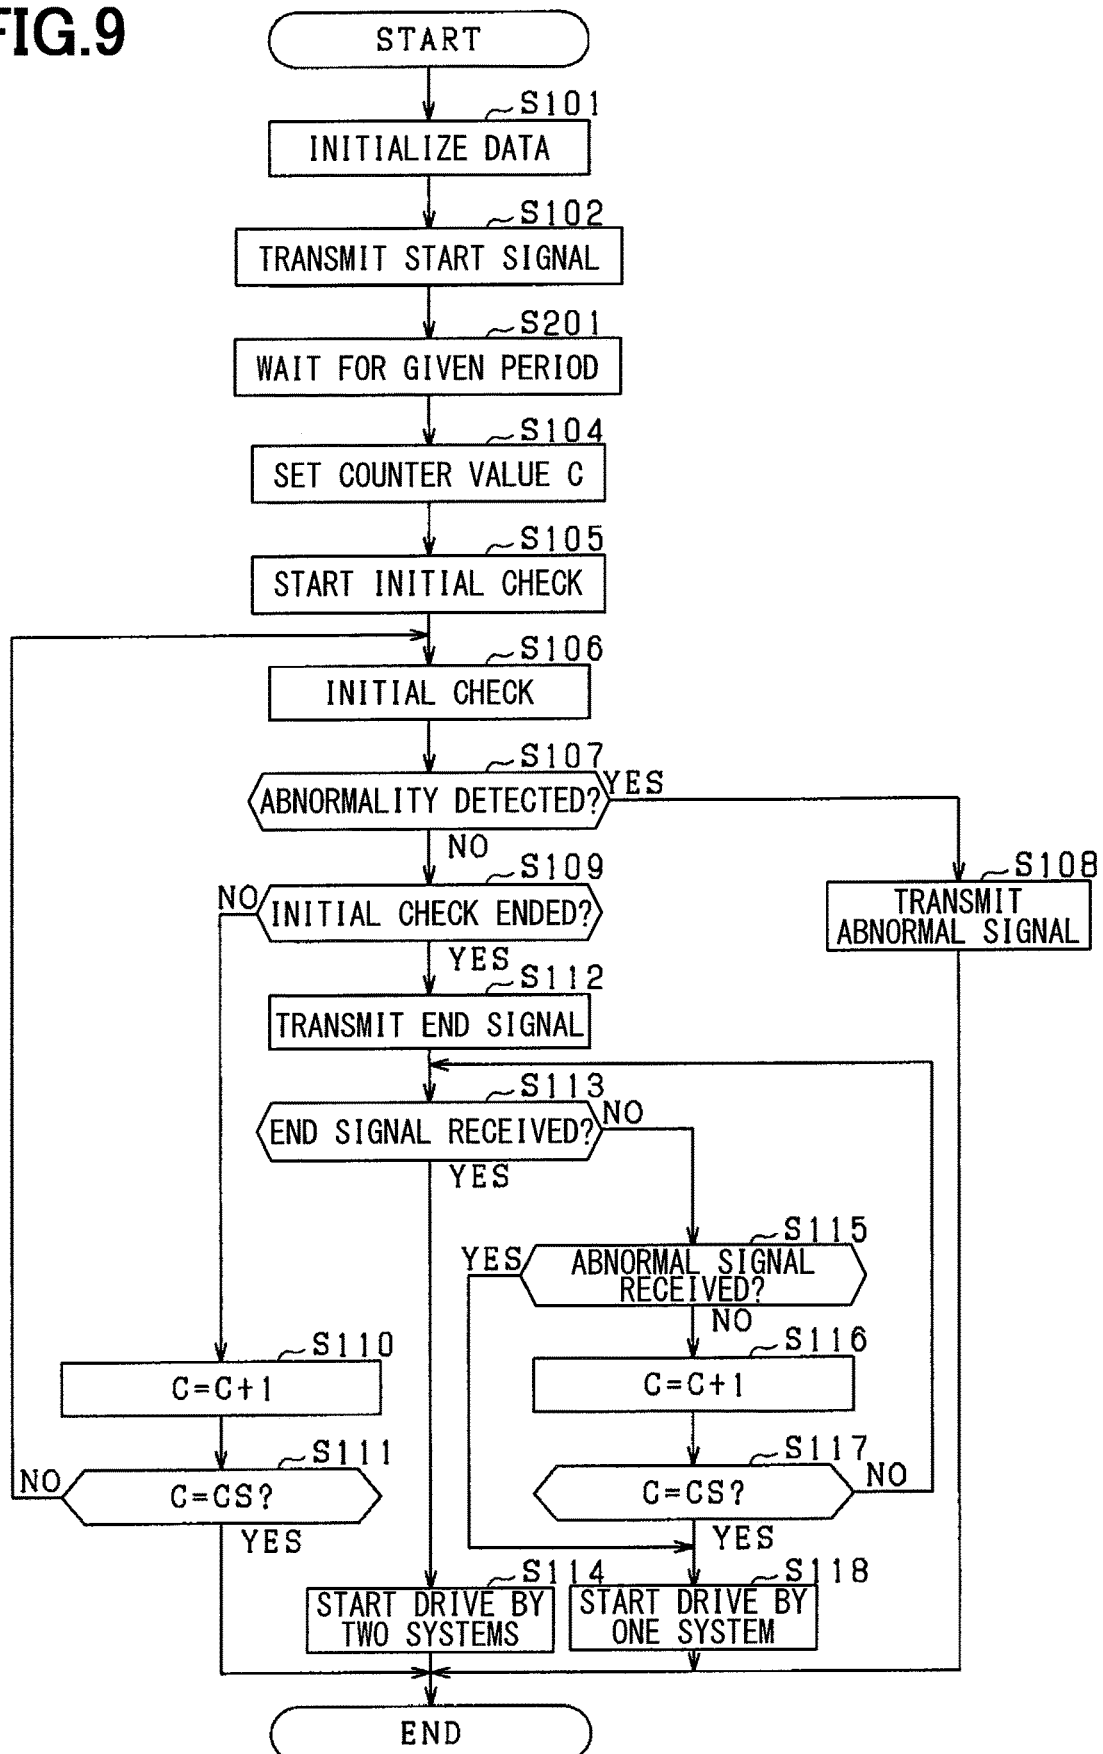 FIG.9
START
S101
INITIALIZE DATA
S102
TRANSMIT START SIGNAL
S201
WAIT FOR GIVEN PERIOD
S104
SET COUNTER VALUE C
S105
START INITIAL CHECK
S106
INITIAL CHECK
S107
ABNORMALITY DETECTED?
YES
NO
S108
TRANSMIT
ABNORMAL SIGNAL
S109
NO
INITIAL CHECK ENDED?
YES
S112
TRANSMIT END SIGNAL
S113
END SIGNAL RECEIVED?
NO
YES
S115
YES
ABNORMAL SIGNAL
RECEIVED?
NO
S110
C=C+1
S116
C=C+1
S111
NO
C=CS?
YES
S117
C=CS?
NO
YES
S114
START DRIVE BY
TWO SYSTEMS
S118
START DRIVE BY
ONE SYSTEM
END